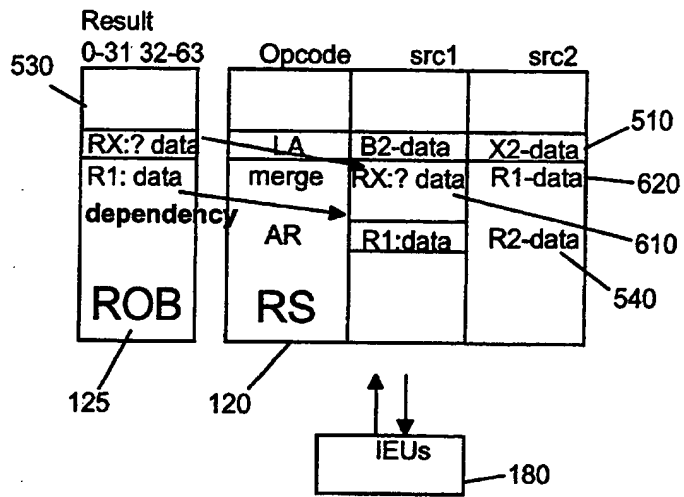 Result
0-31 32-63 Opcode src1 src2
530
510
RX:? data LA B2-data X2-data
R1: data merge RX:? data R1-data
620
dependency
AR R1:data R2-data
610
540
ROB RS
125 120
IEUs
180